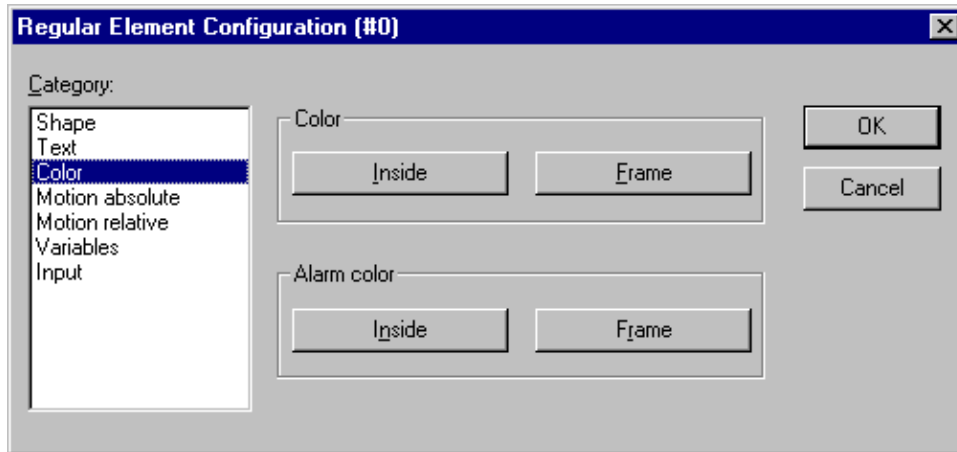 Regular Element Configuration (#0)
Category:
Shape
Text
Color
Motion absolute
Motion relative
Variables
Input
Color
Inside
Frame
Alarm color
Inside
Frame
OK
Cancel